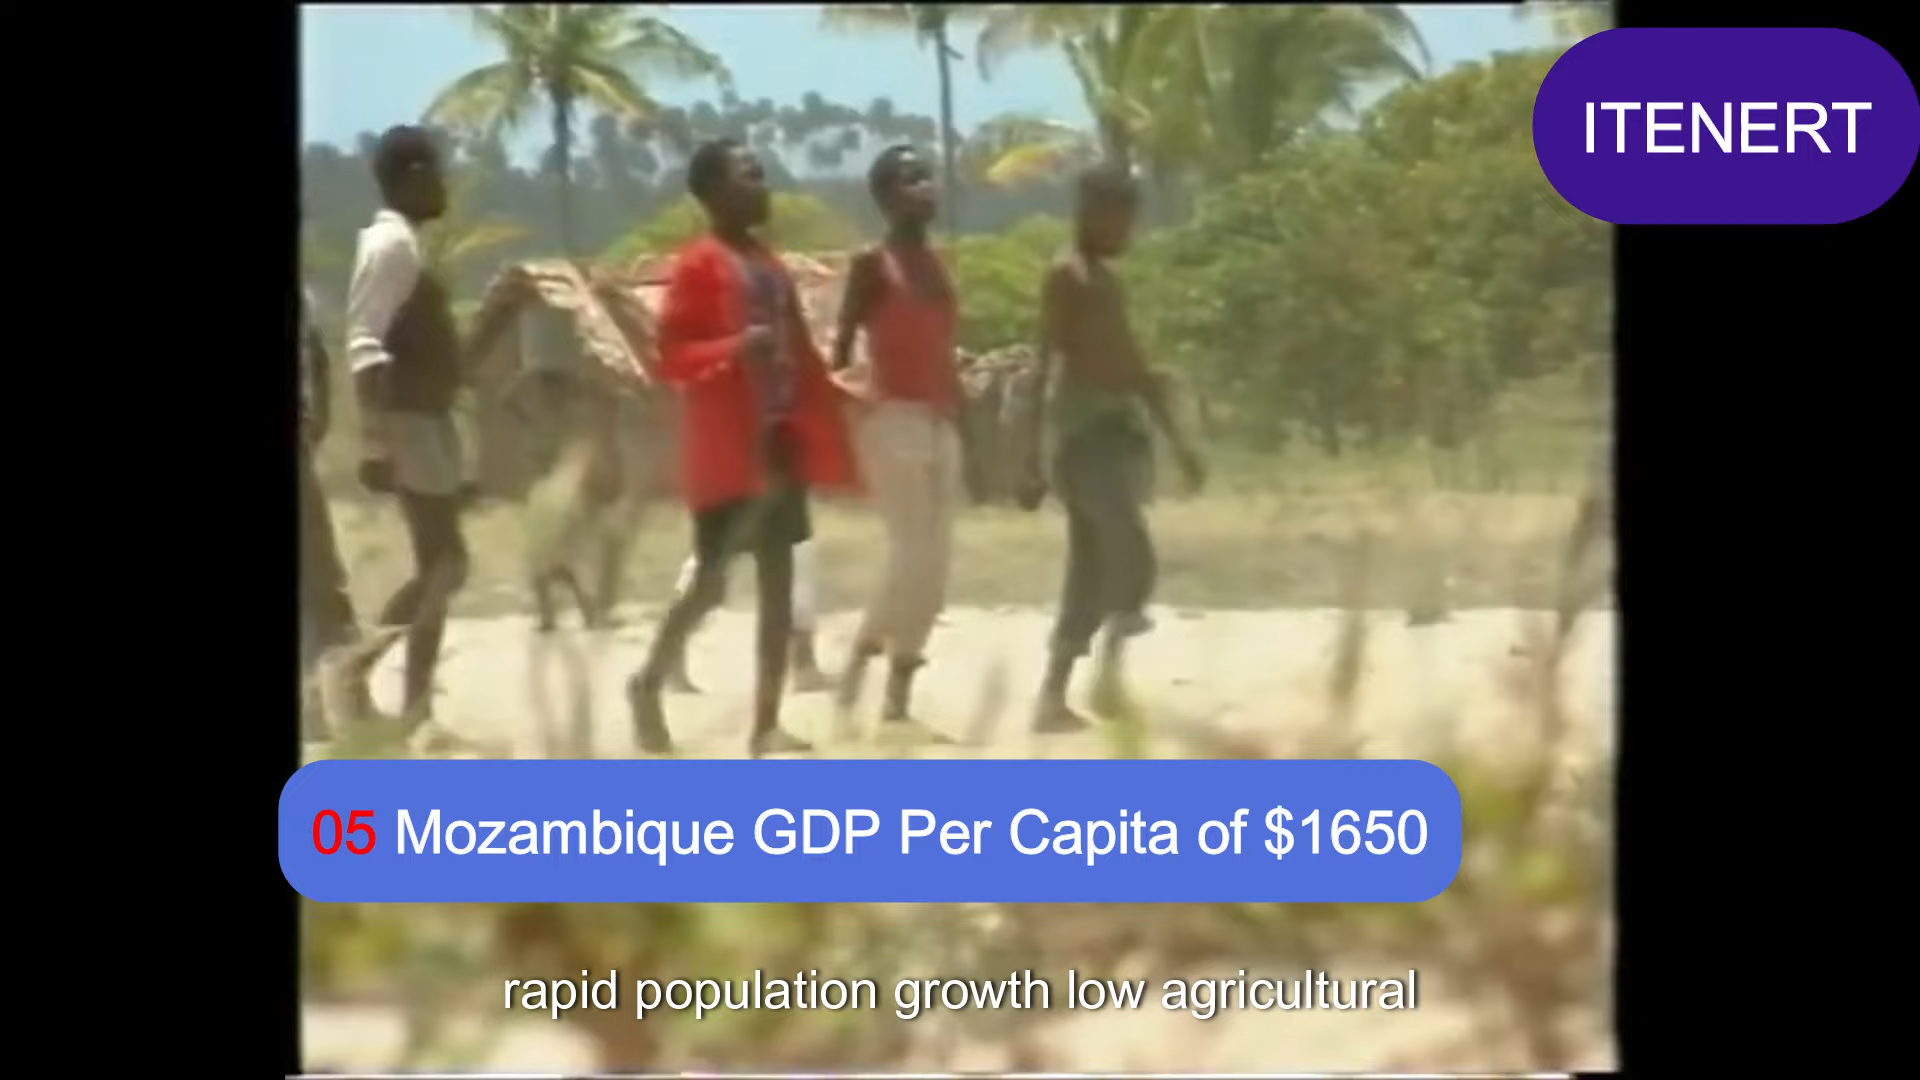 ITENERT
05 Mozambique GDP Per Capita of $1650
rapid population growth low agricultural